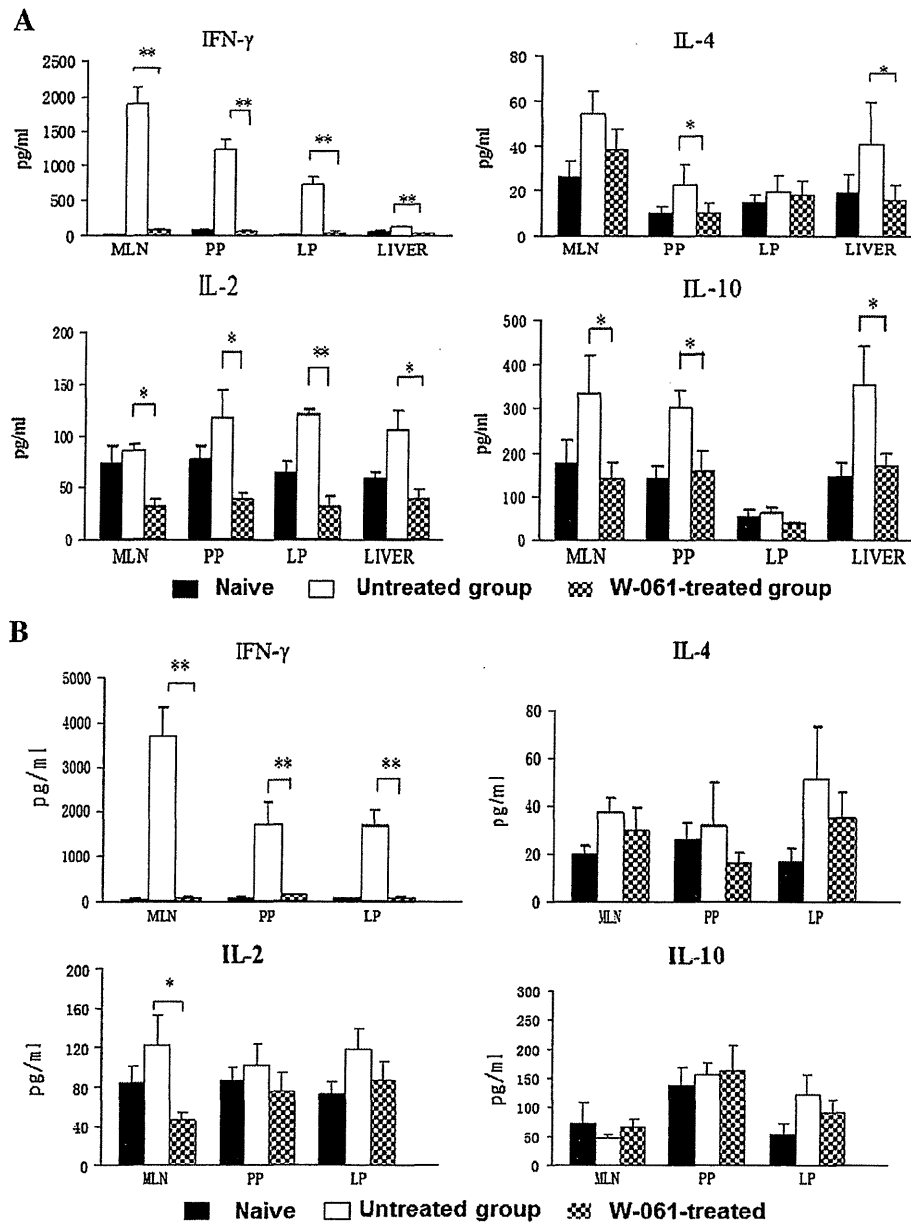 A
IFN-γ
IL-4
2500
2000
1500
1000
500
0
pg/ml
**
**
**
**
MLN PP LP LIVER
80
60
40
20
0
pg/ml
*
*
MLN PP LP LIVER
IL-2
IL-10
200
150
100
50
0
pg/ml
*
*
**
*
MLN PP LP LIVER
500
400
300
200
100
0
pg/ml
*
*
*
MLN PP LP LIVER
Naive Untreated group W-061-treated group
B
IFN-γ
IL-4
5000
4000
3000
2000
1000
0
pg/ml
**
**
**
MLN PP LP
80
60
40
20
0
pg/ml
MLN PP LP
IL-2
IL-10
200
160
120
80
40
0
pg/ml
*
MLN PP LP
300
250
200
150
100
50
0
pg/ml
MLN PP LP
Naive Untreated group W-061-treated